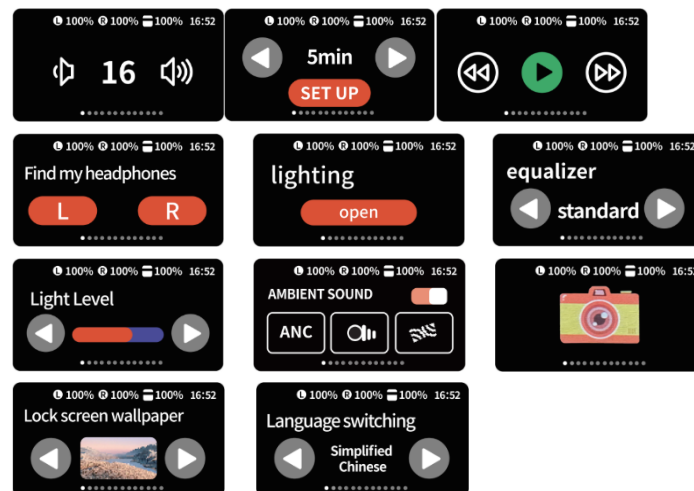 L 100% R 100% 100% 16:52
16
L 100% R 100% 100% 16:52
5min
SET UP
L 100% R 100% 100% 16:52
L 100% R 100% 100% 16:52
Find my headphones
L R
L 100% R 100% 100% 16:52
lighting
open
L 100% R 100% 100% 16:52
equalizer
standard
L 100% R 100% 100% 16:52
Light Level
L 100% R 100% 100% 16:52
AMBIENT SOUND
ANC
L 100% R 100% 100% 16:52
L 100% R 100% 100% 16:52
Lock screen wallpaper
L 100% R 100% 100% 16:52
Language switching
Simplified
Chinese